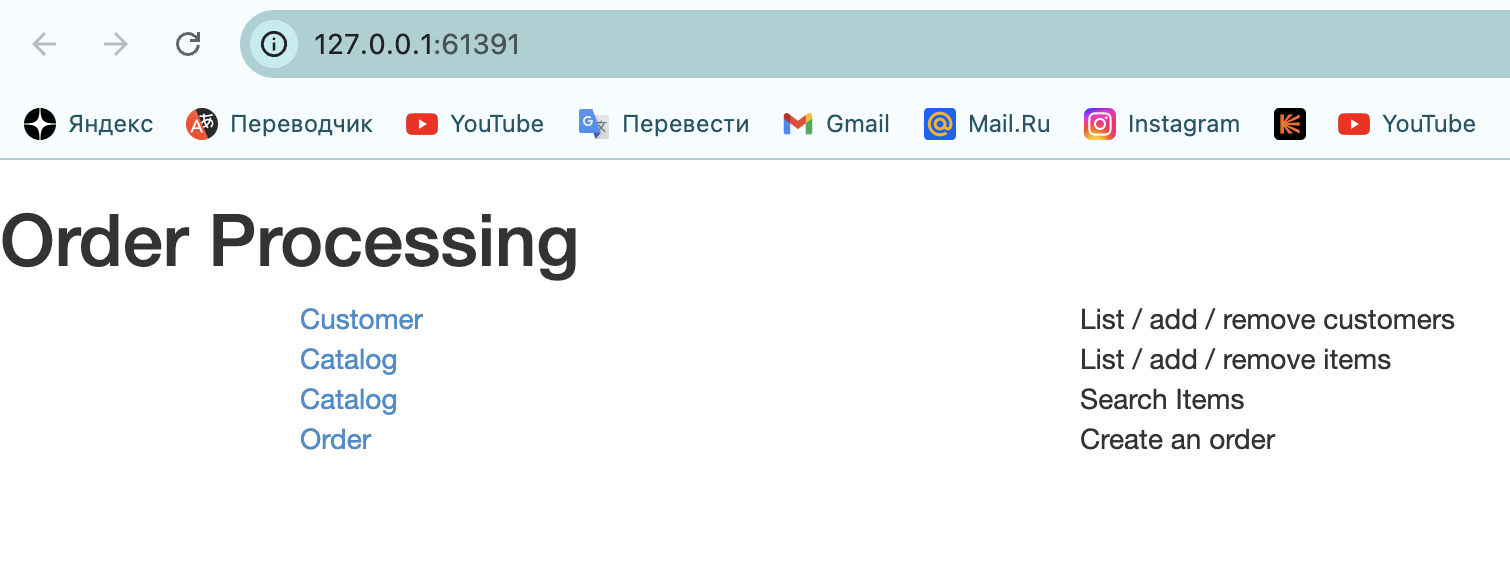 127.0.0.1:61391
Яндекс Переводчик YouTube Перевести Gmail Mail.Ru Instagram YouTube
Order Processing
Customer List / add / remove customers
Catalog List / add / remove items
Catalog Search Items
Order Create an order